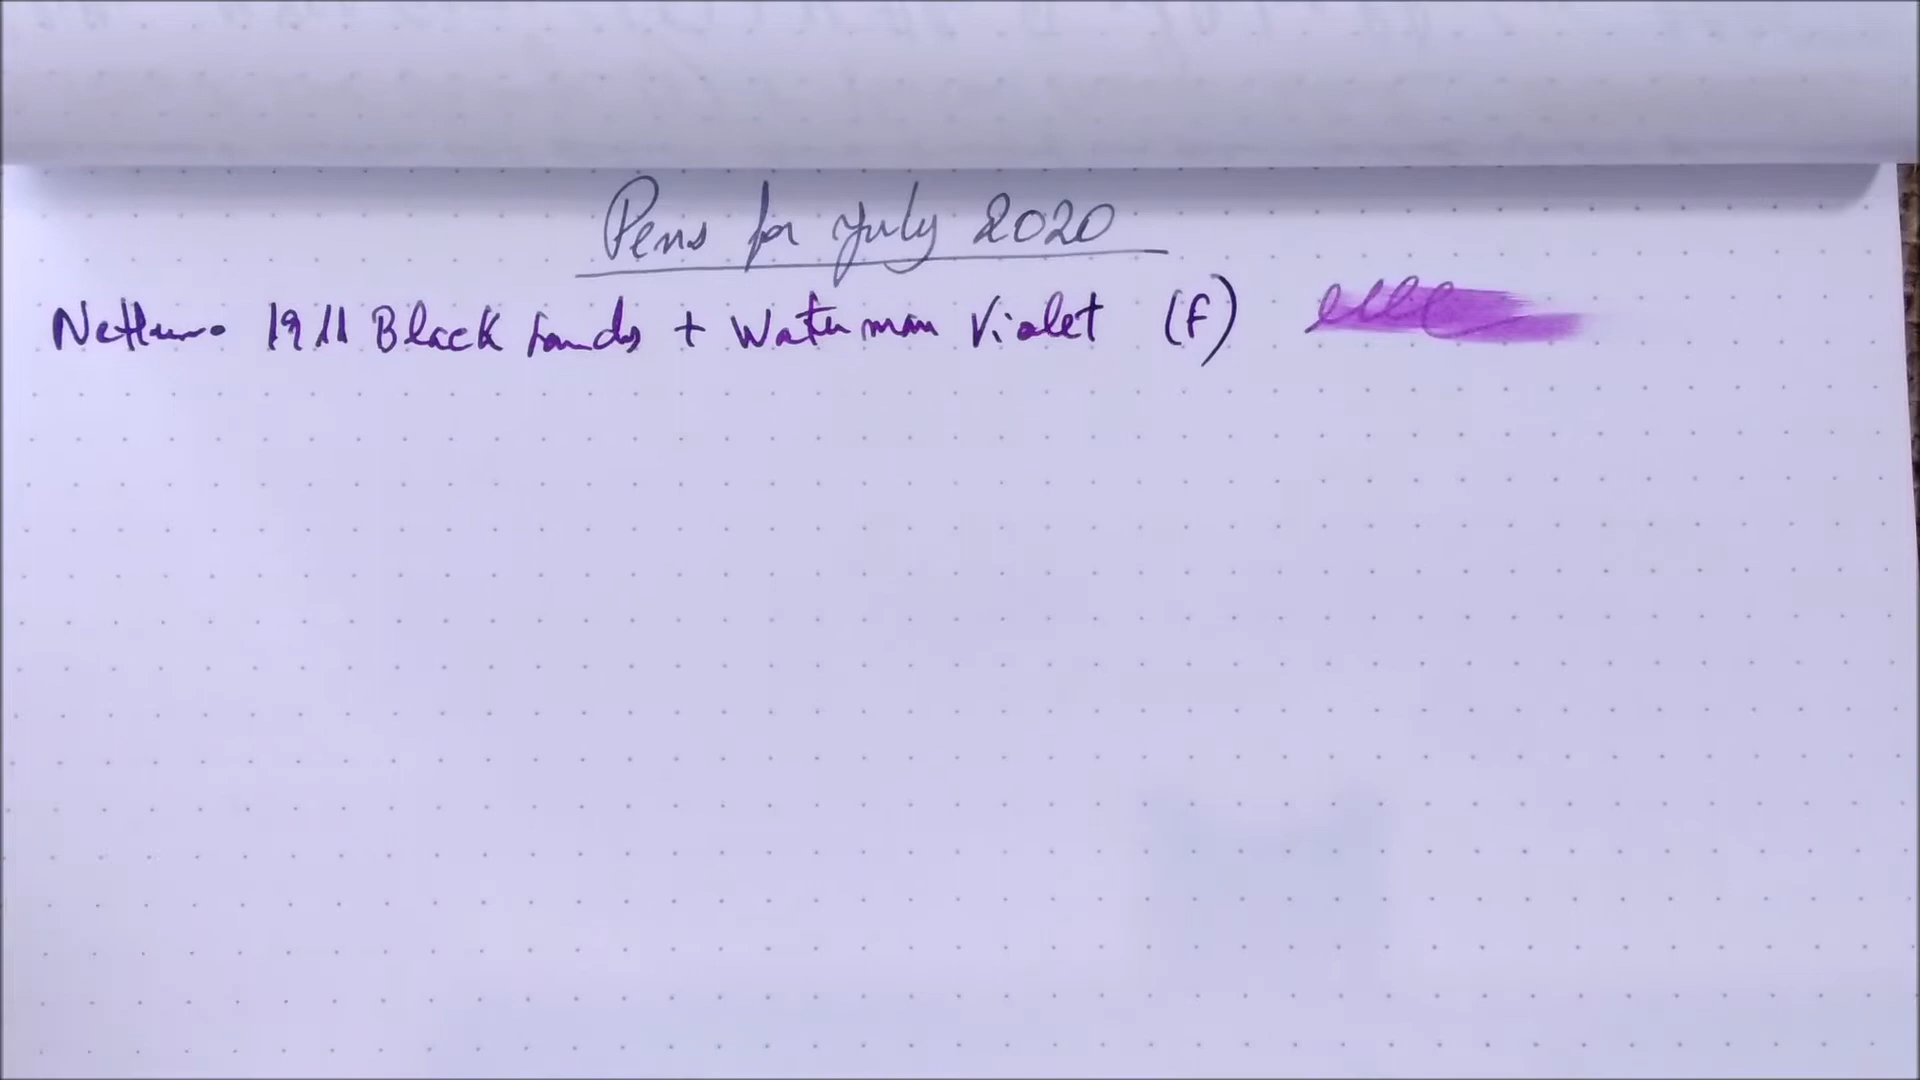 Pens for July 2020
Nettuno 1911 Black Sands + Waterman Violet (F)